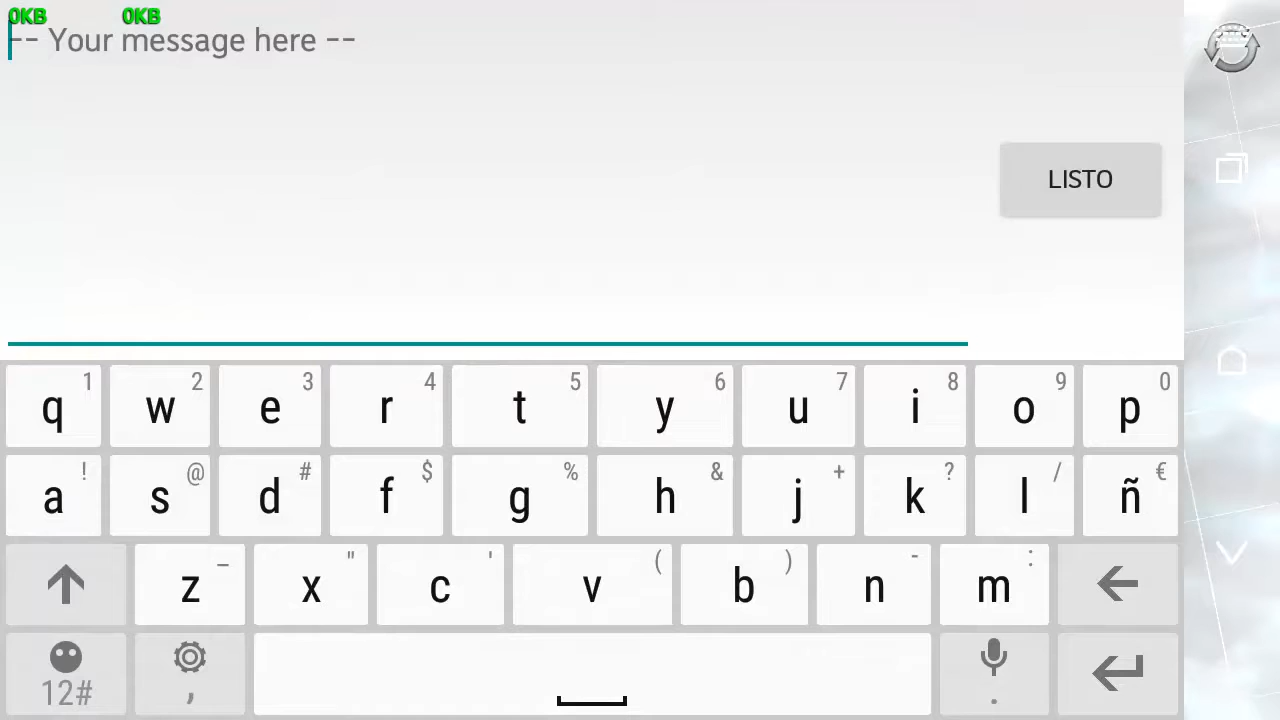 0KB 0KB
-- Your message here --
LISTO
1 2 3 4 5 6 7 8 9 0
q w e r t y u i o p
! @ # $ % & + ? / €
a s d f g h j k l ñ
_ " ' ( ) - :
z x c v b n m
12# , .